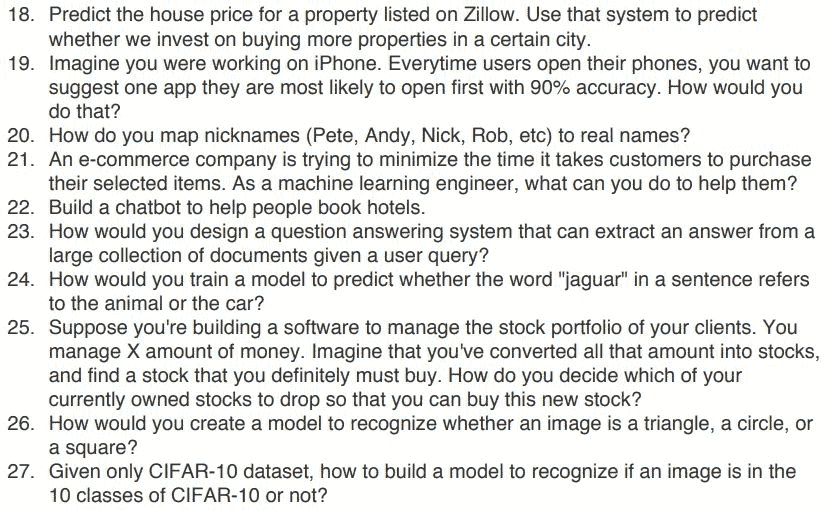 18. Predict the house price for a property listed on Zillow. Use that system to predict
whether we invest on buying more properties in a certain city.
19. Imagine you were working on iPhone. Everytime users open their phones, you want to
suggest one app they are most likely to open first with 90% accuracy. How would you
do that?
20. How do you map nicknames (Pete, Andy, Nick, Rob, etc) to real names?
21. An e-commerce company is trying to minimize the time it takes customers to purchase
their selected items. As a machine learning engineer, what can you do to help them?
22. Build a chatbot to help people book hotels.
23. How would you design a question answering system that can extract an answer from a
large collection of documents given a user query?
24. How would you train a model to predict whether the word "jaguar" in a sentence refers
to the animal or the car?
25. Suppose you're building a software to manage the stock portfolio of your clients. You
manage X amount of money. Imagine that you've converted all that amount into stocks,
and find a stock that you definitely must buy. How do you decide which of your
currently owned stocks to drop so that you can buy this new stock?
26. How would you create a model to recognize whether an image is a triangle, a circle, or
a square?
27. Given only CIFAR-10 dataset, how to build a model to recognize if an image is in the
10 classes of CIFAR-10 or not?